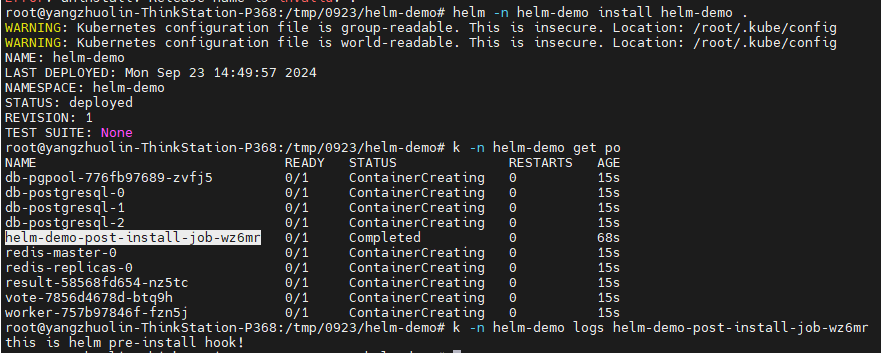 root@yangzhuolin-ThinkStation-P368:/tmp/0923/helm-demo# helm -n helm-demo install helm-demo .
WARNING: Kubernetes configuration file is group-readable. This is insecure. Location: /root/.kube/config
WARNING: Kubernetes configuration file is world-readable. This is insecure. Location: /root/.kube/config
NAME: helm-demo
LAST DEPLOYED: Mon Sep 23 14:49:57 2024
NAMESPACE: helm-demo
STATUS: deployed
REVISION: 1
TEST SUITE: None
root@yangzhuolin-ThinkStation-P368:/tmp/0923/helm-demo# k -n helm-demo get po
NAME READY STATUS RESTARTS AGE
db-pgpool-776fb97689-zvfj5 0/1 ContainerCreating 0 15s
db-postgresql-0 0/1 ContainerCreating 0 15s
db-postgresql-1 0/1 ContainerCreating 0 15s
db-postgresql-2 0/1 ContainerCreating 0 15s
helm-demo-post-install-job-wz6mr 0/1 Completed 0 68s
redis-master-0 0/1 ContainerCreating 0 15s
redis-replicas-0 0/1 ContainerCreating 0 15s
result-58568fd654-nz5tc 0/1 ContainerCreating 0 15s
vote-7856d4678d-btq9h 0/1 ContainerCreating 0 15s
worker-757b97846f-fzn5j 0/1 ContainerCreating 0 15s
root@yangzhuolin-ThinkStation-P368:/tmp/0923/helm-demo# k -n helm-demo logs helm-demo-post-install-job-wz6mr
this is helm pre-install hook!